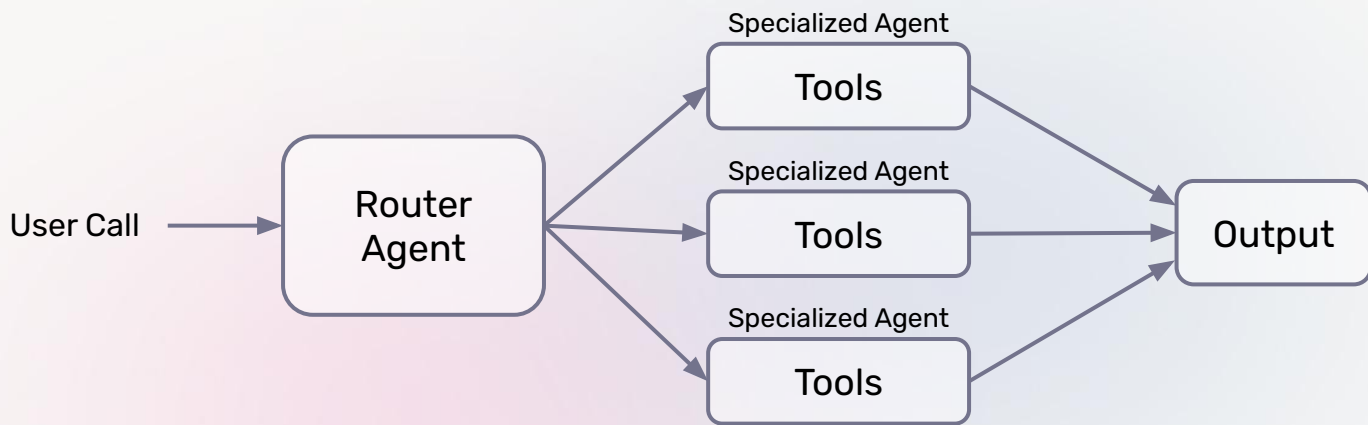 User Call
Router
Agent
Specialized Agent
Tools
Specialized Agent
Tools
Specialized Agent
Tools
Output